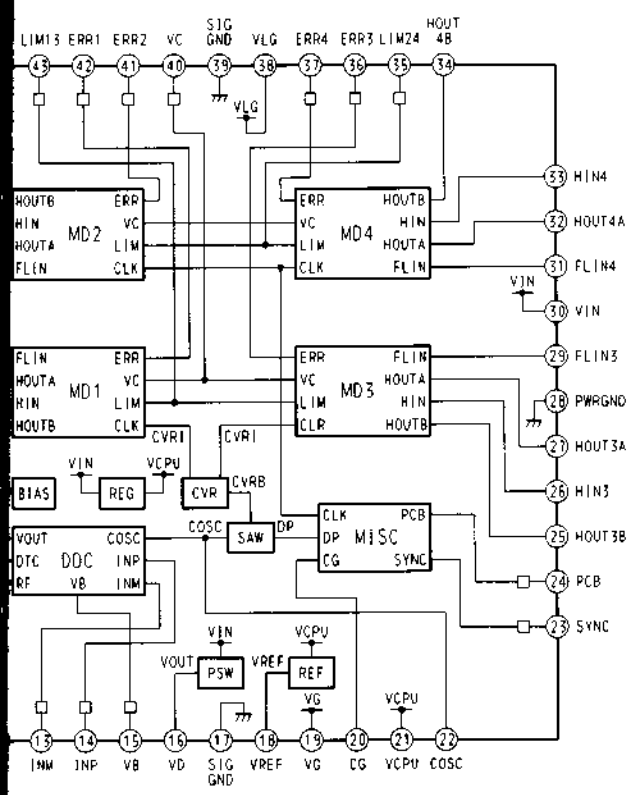 LIM13 ERR1 ERR2 VC SIG GND VLG ERR4 ERR3 LIM24 HOUT 4B
43 42 41 40 39 38 37 36 35 34
VLG
HOUTB ERR
HIN VC
MD2
HOUTA LIM
FLIN CLK
ERR HOUTB
VC HIN
MD4
LIM HOUTA
CLK FLIN
33 HIN4
32 HOUT4A
31 FLIN4
VIN
30 VIN
FLIN ERR
HOUTA VC
MD1
HIN LIM
HOUTB CLK
ERR FLIN
VC HOUTA
MD3
LIM HIN
CLR HOUTB
29 FLIN3
28 PWRGND
27 HOUT3A
26 HIN3
25 HOUT3B
24 PCB
23 SYNC
CVRI CVRI
VIN VCPU
BIAS REG CVR CVRB
COSC SAW DP
CLK PCB
DP MISC
CG SYNC
VOUT COSC
DTC DDC INP
RF VB INM
VIN VCPU
VOUT PSW VREF REF
VG VCPU
13 14 15 16 17 18 19 20 21 22
INM INP VB VD SIG GND VREF VG CG VCPU COSC